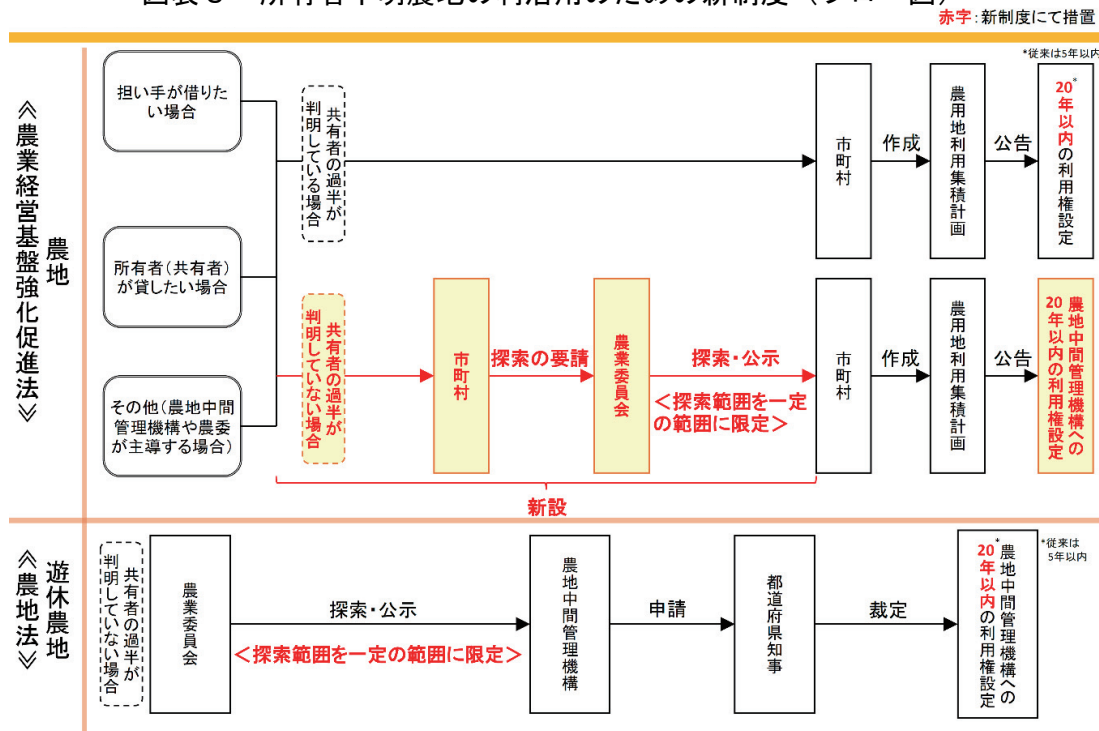 赤字:新制度にて措置
≪農業経営基盤強化促進法≫
農地
担い手が借りた
い場合
所有者(共有者)
が貸したい場合
その他(農地中間
管理機構や農委
が主導する場合)
共有者の過半が
判明している場合
市町村
作成
農用地利用集積計画
公告
*従来は5年以内
20*
年以内の利用権設定
共有者の過半が
判明していない場合
市町村
探索の要請
農業委員会
探索・公示
<探索範囲を一定
の範囲に限定>
市町村
作成
農用地利用集積計画
公告
農地中間管理機構への
20年以内の利用権設定
新設
≪農地法≫
遊休農地
共有者の過半が
判明していない場合
農業委員会
探索・公示
<探索範囲を一定の範囲に限定>
農地中間管理機構
申請
都道府県知事
裁定
農地中間管理機構への
20*年以内の利用権設定
*従来は
5年以内